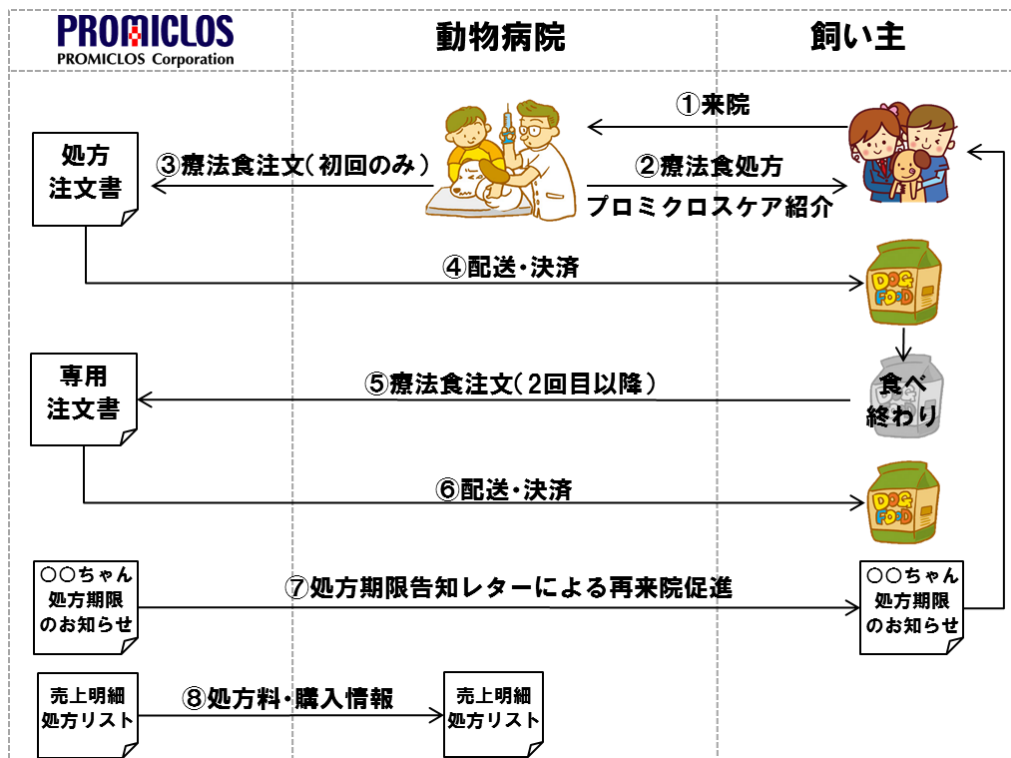 PROMICLOS
PROMICLOS Corporation
動物病院
飼い主
①来院
処方
注文書
③療法食注文(初回のみ)
②療法食処方
プロミクロスケア紹介
④配送・決済
DOG
FOOD
専用
注文書
⑤療法食注文(2回目以降)
食べ
終わり
⑥配送・決済
DOG
FOOD
○○ちゃん
処方期限
のお知らせ
⑦処方期限告知レターによる再来院促進
○○ちゃん
処方期限
のお知らせ
売上明細
処方リスト
⑧処方料・購入情報
売上明細
処方リスト